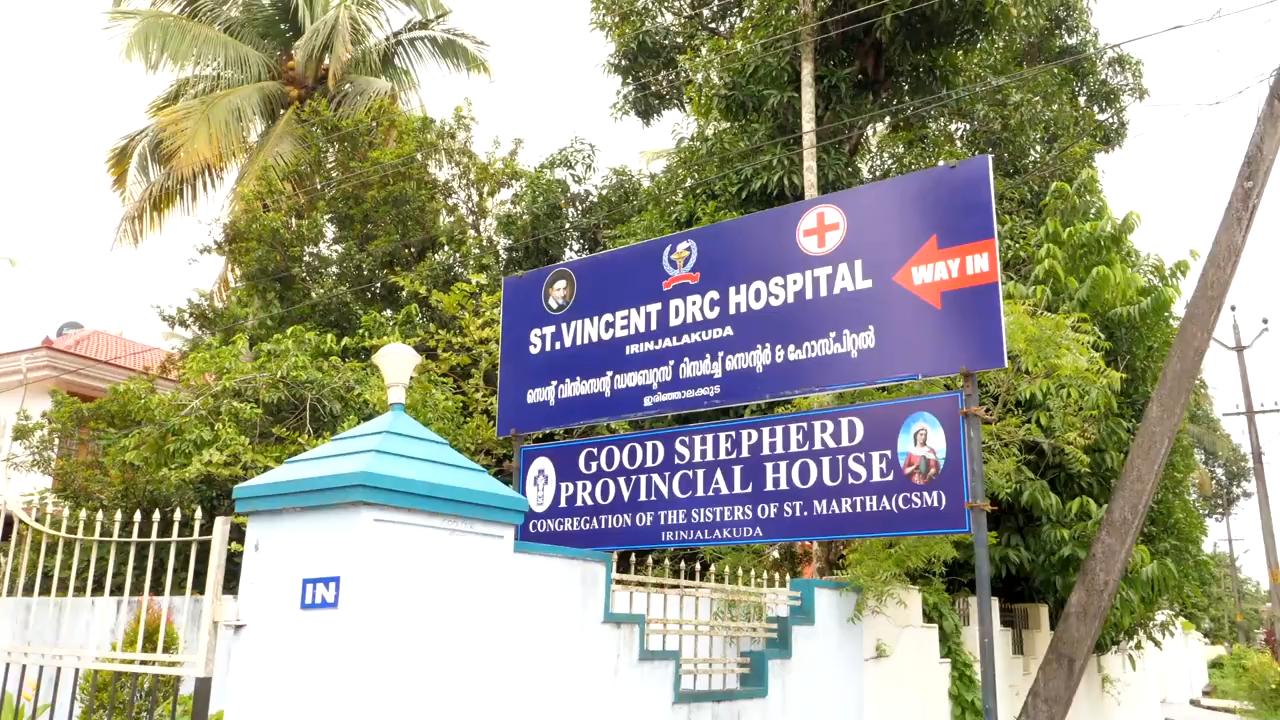 ST.VINCENT DRC HOSPITAL
IRINJALAKUDA
സെന്റ് വിൻസെന്റ് ഡയബറ്റസ് റിസർച്ച് സെന്റർ & ഹോസ്പിറ്റൽ
ഇരിഞ്ഞാലക്കുട
WAY IN
GOOD SHEPHERD
PROVINCIAL HOUSE
CONGREGATION OF THE SISTERS OF ST. MARTHA(CSM)
IRINJALAKUDA
IN